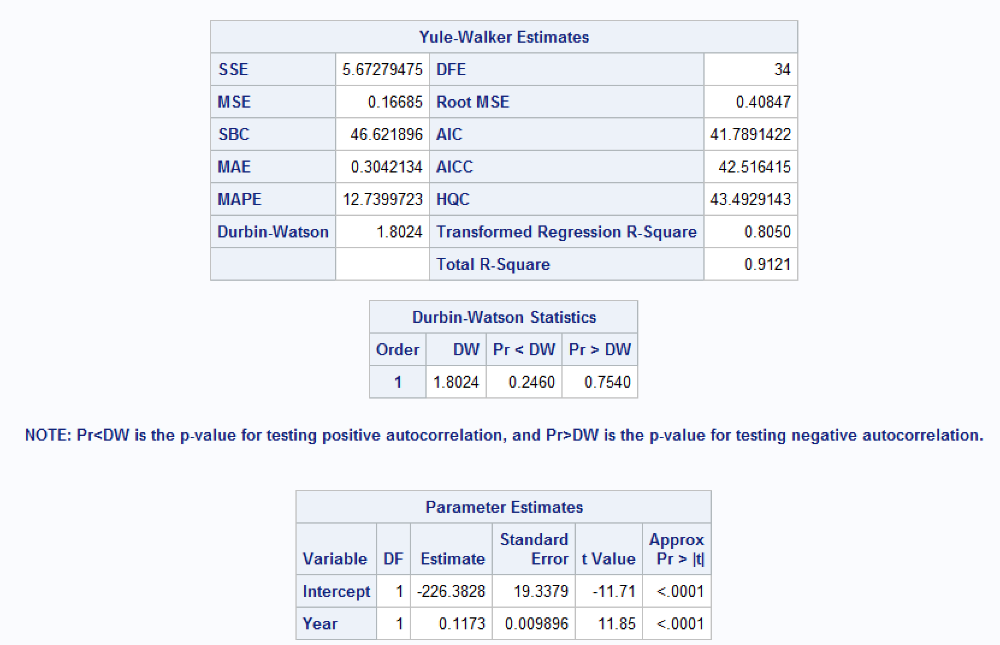 Yule-Walker Estimates
SSE 5.67279475 DFE 34
MSE 0.16685 Root MSE 0.40847
SBC 46.621896 AIC 41.7891422
MAE 0.3042134 AICC 42.516415
MAPE 12.7399723 HQC 43.4929143
Durbin-Watson 1.8024 Transformed Regression R-Square 0.8050
Total R-Square 0.9121
Durbin-Watson Statistics
Order DW Pr < DW Pr > DW
1 1.8024 0.2460 0.7540
NOTE: Pr<DW is the p-value for testing positive autocorrelation, and Pr>DW is the p-value for testing negative autocorrelation.
Parameter Estimates
Variable DF Estimate Standard Error t Value Approx Pr > |t|
Intercept 1 -226.3828 19.3379 -11.71 <.0001
Year 1 0.1173 0.009896 11.85 <.0001